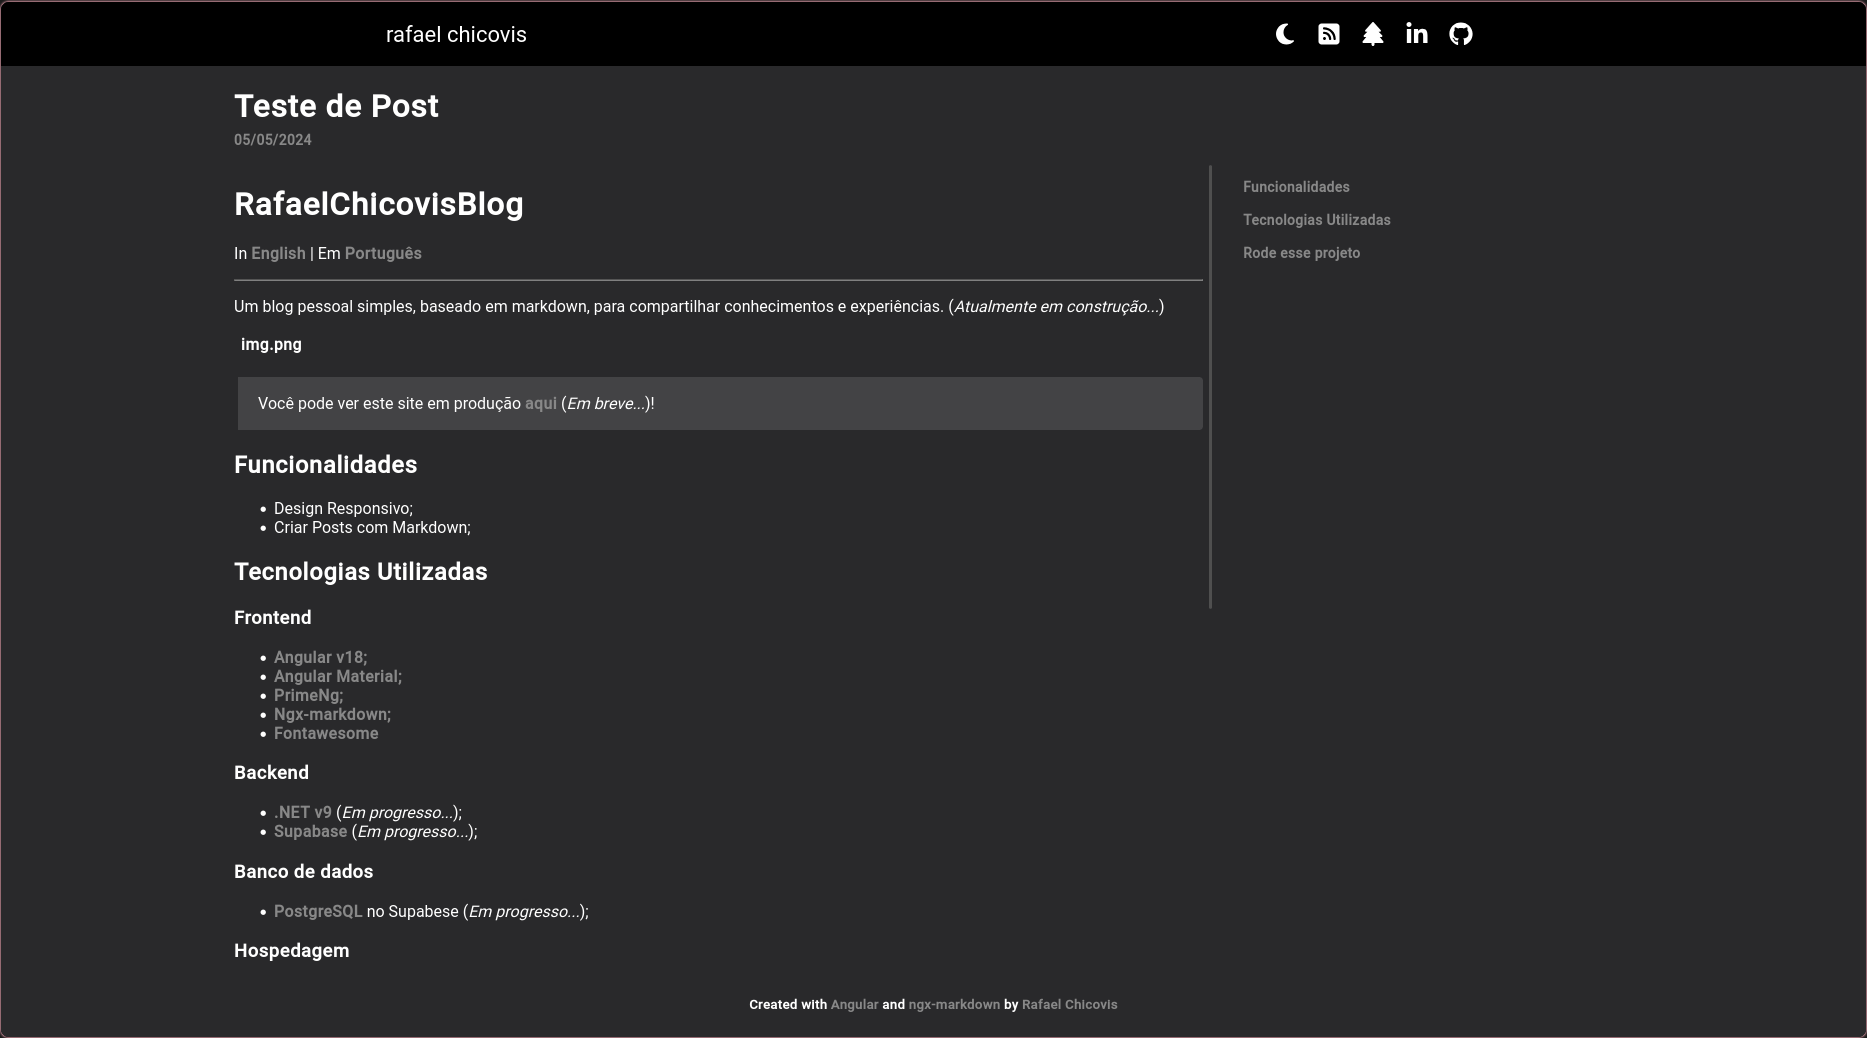 rafael chicovis
Teste de Post
05/05/2024
RafaelChicovisBlog
In English | Em Português
Um blog pessoal simples, baseado em markdown, para compartilhar conhecimentos e experiências. (Atualmente em construção...)
img.png
Você pode ver este site em produção aqui (Em breve...)!
Funcionalidades
Design Responsivo;
Criar Posts com Markdown;
Tecnologias Utilizadas
Frontend
Angular v18;
Angular Material;
PrimeNg;
Ngx-markdown;
Fontawesome
Backend
.NET v9 (Em progresso...);
Supabase (Em progresso...);
Banco de dados
PostgreSQL no Supabese (Em progresso...);
Hospedagem
Funcionalidades
Tecnologias Utilizadas
Rode esse projeto
Created with Angular and ngx-markdown by Rafael Chicovis